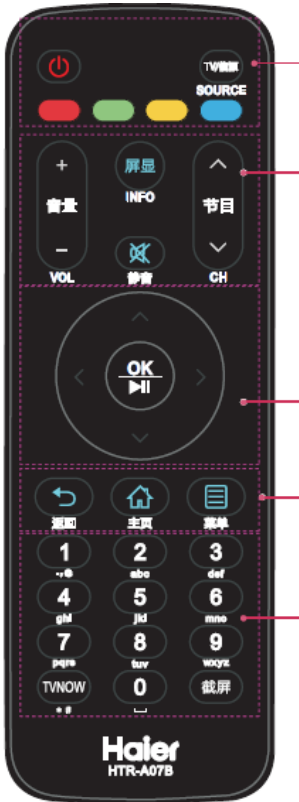 TV/信源
SOURCE
+ 屏显 ︿
音量 INFO 节目
− 静音 ﹀
VOL CH
OK
▶II
返回 主页 菜单
1 2 3
.,@ abc def
4 5 6
ghi jkl mno
7 8 9
pqrs tuv wxyz
TVNOW 0 截屏
* # ⎵
Haier
HTR-A07B